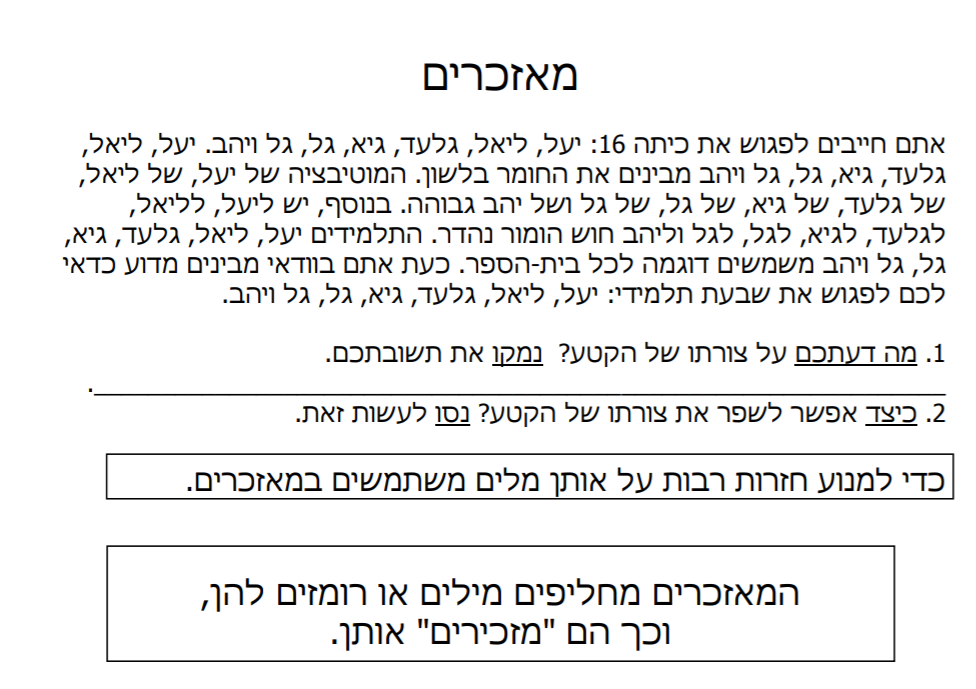 מאזכרים
אתם חייבים לפגוש את כיתה 16: יעל, ליאל, גלעד, גיא, גל, גל ויהב. יעל, ליאל,
גלעד, גיא, גל, גל ויהב מבינים את החומר בלשון. המוטיבציה של יעל, של ליאל,
של גלעד, של גיא, של גל, של גל ושל יהב גבוהה. בנוסף, יש ליעל, לליאל,
לגלעד, לגיא, לגל, לגל וליהב חוש הומור נהדר. התלמידים יעל, ליאל, גלעד, גיא,
גל, גל ויהב משמשים דוגמה לכל בית-הספר. כעת אתם בוודאי מבינים מדוע כדאי
לכם לפגוש את שבעת תלמידי: יעל, ליאל, גלעד, גיא, גל, גל ויהב.
1. מה דעתכם על צורתו של הקטע? נמקו את תשובתכם.
_______________________________________________________________.
2. כיצד אפשר לשפר את צורתו של הקטע? נסו לעשות זאת.
כדי למנוע חזרות רבות על אותן מלים משתמשים במאזכרים.
המאזכרים מחליפים מילים או רומזים להן,
וכך הם "מזכירים" אותן.